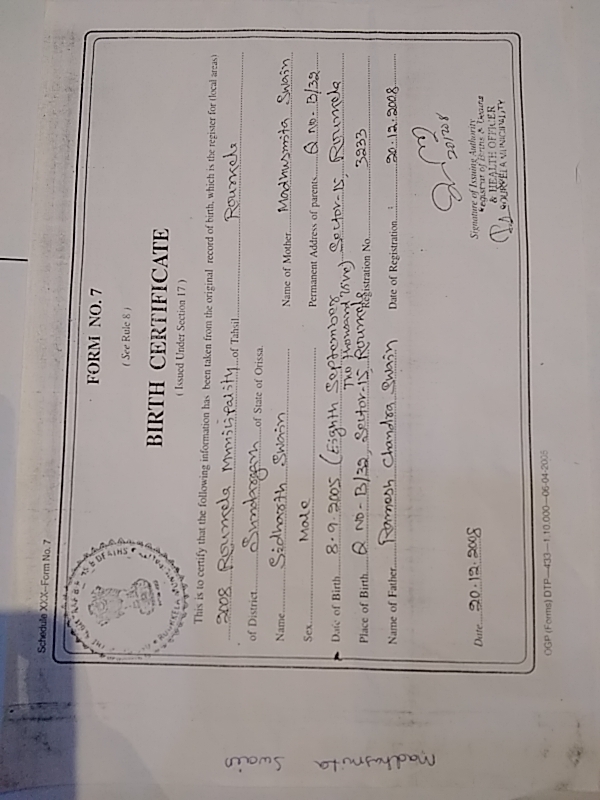 Schedule XIX-Form No. 7
FORM NO. 7
( See Rule 8 )
BIRTH CERTIFICATE
( Issued Under Section 17 )
This is to certify that the following information has been taken from the original record of birth, which is the register for (local areas)
2008 Rourkela Municipality of Tahsil Rourkela
of District Sundargarh of State of Orissa.
Name Sidharth Swain Name of Mother Madhusmita Swain
Sex Male Permanent Address of parents Q No - B/32
Date of Birth 8.9.2005 (Eighth September Two thousand five) Sector-15, Rourkela
Place of Birth Q No - B/32, Sector-15, Rourkela Registration No. 3233
Name of Father Ramesh Chandra Swain Date of Registration : 20.12.2008
Date 20.12.2008
Signature of Issuing Authority
Registrar of Births & Deaths
& HEALTH OFFICER
ROURKELA MUNICIPALITY
OGP (Forms) DTP-433-1,10,000-06-04-2005
Madhusmita
Swain